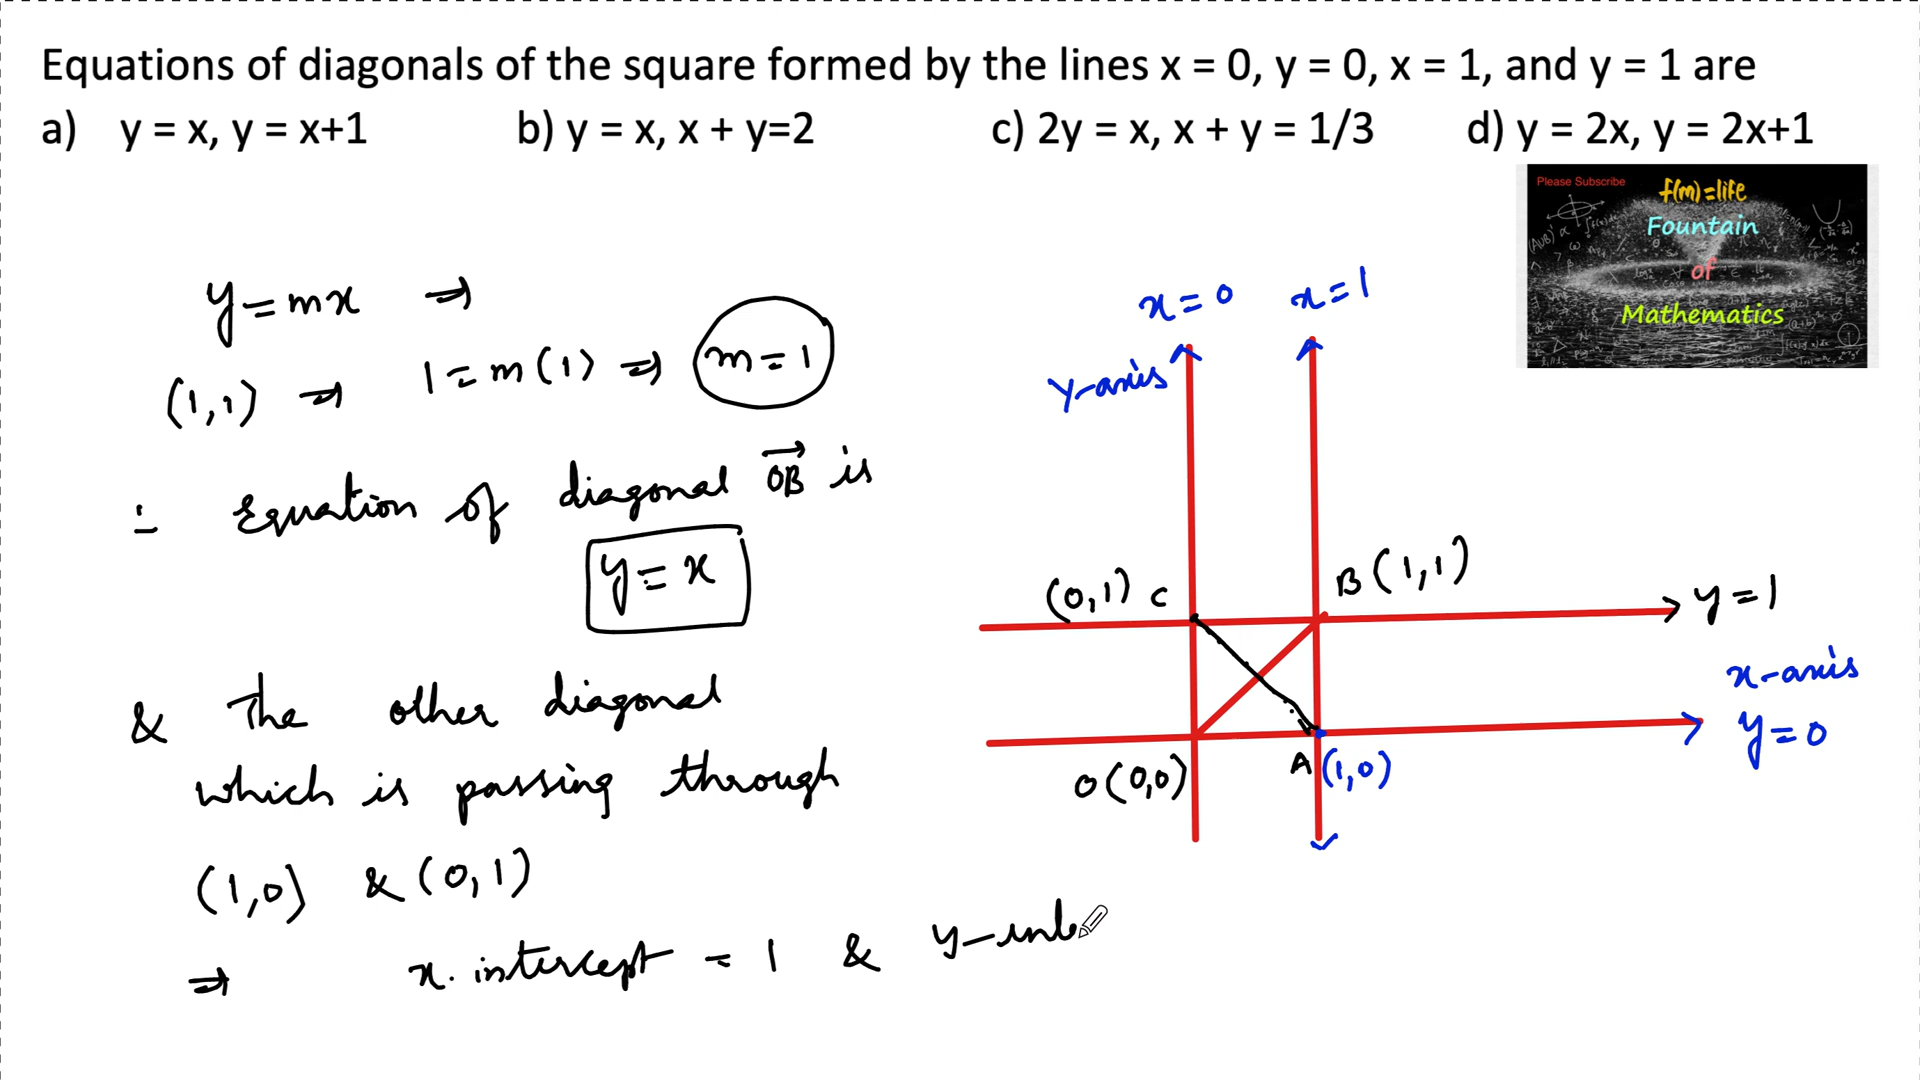 Equations of diagonals of the square formed by the lines x = 0, y = 0, x = 1, and y = 1 are
a) y = x, y = x+1 b) y = x, x + y=2 c) 2y = x, x + y = 1/3 d) y = 2x, y = 2x+1
Please Subscribe
f(m)=life
Fountain
of
Mathematics
y=mx ⇒
(1,1) ⇒ 1=m(1) ⇒ m=1
∴ Equation of diagonal OB is
y=x
& The other diagonal
which is passing through
(1,0) & (0,1)
⇒ x. intercept = 1 & y-inte
x=0 x=1
y-axis
(0,1) C B(1,1)
y=1
x-axis
y=0
O(0,0) A(1,0)